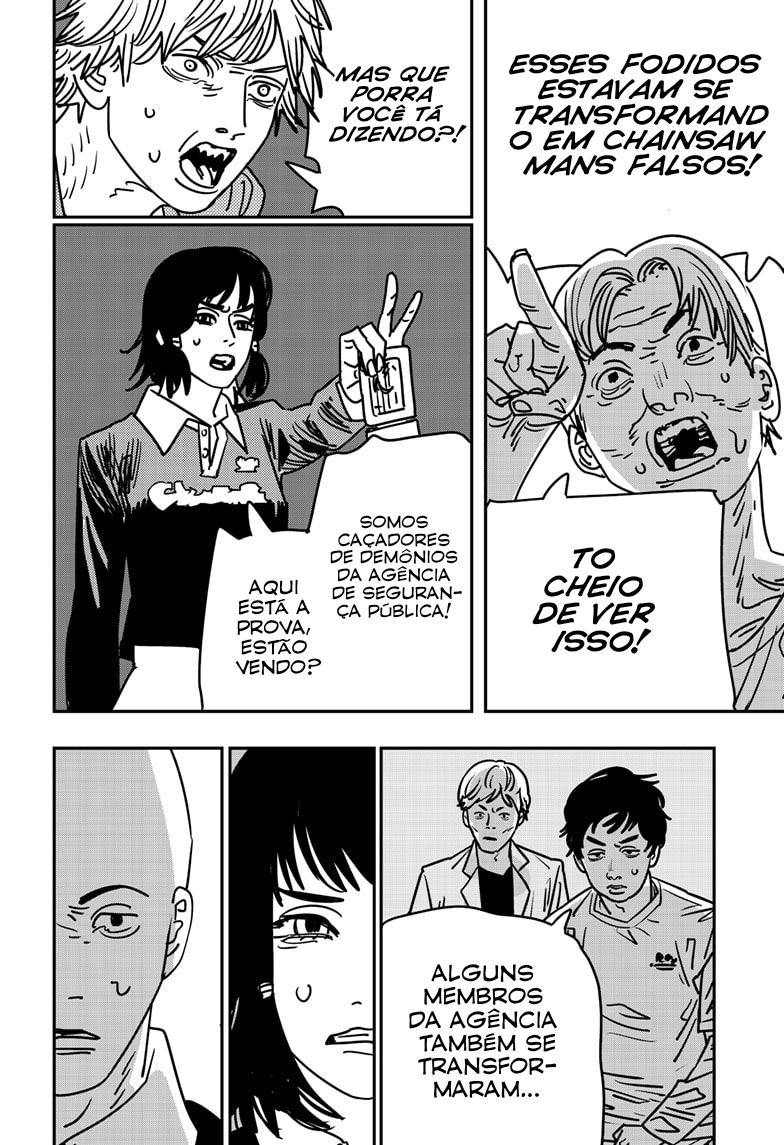 MAS QUE
PORRA
VOCÊ TÁ
DIZENDO?!
ESSES FODIDOS
ESTAVAM SE
TRANSFORMAND
O EM CHAINSAW
MANS FALSOS!
SOMOS
CAÇADORES
DE DEMÔNIOS
DA AGÊNCIA
DE SEGURAN-
ÇA PÚBLICA!
AQUI
ESTÁ A
PROVA,
ESTÃO
VENDO?
TO
CHEIO
DE VER
ISSO!
ALGUNS
MEMBROS
DA AGÊNCIA
TAMBÉM SE
TRANSFOR-
MARAM...